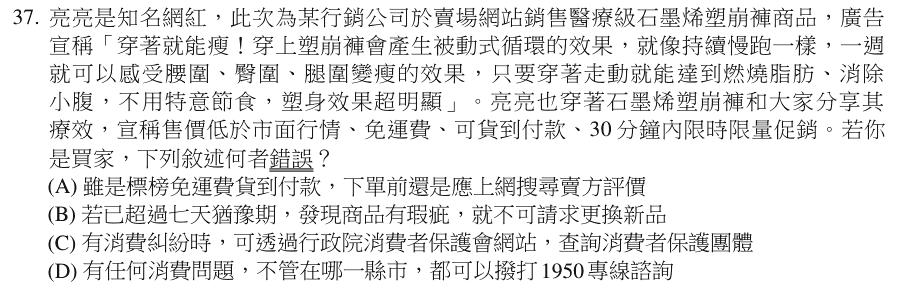 37. 亮亮是知名網紅，此次為某行銷公司於賣場網站銷售醫療級石墨烯塑崩褲商品，廣告
宣稱「穿著就能瘦！穿上塑崩褲會產生被動式循環的效果，就像持續慢跑一樣，一週
就可以感受腰圍、臀圍、腿圍變瘦的效果，只要穿著走動就能達到燃燒脂肪、消除
小腹，不用特意節食，塑身效果超明顯」。亮亮也穿著石墨烯塑崩褲和大家分享其
療效，宣稱售價低於市面行情、免運費、可貨到付款、30 分鐘內限時限量促銷。若你
是買家，下列敘述何者錯誤？
(A) 雖是標榜免運費貨到付款，下單前還是應上網搜尋賣方評價
(B) 若已超過七天猶豫期，發現商品有瑕疵，就不可請求更換新品
(C) 有消費糾紛時，可透過行政院消費者保護會網站，查詢消費者保護團體
(D) 有任何消費問題，不管在哪一縣市，都可以撥打 1950 專線諮詢